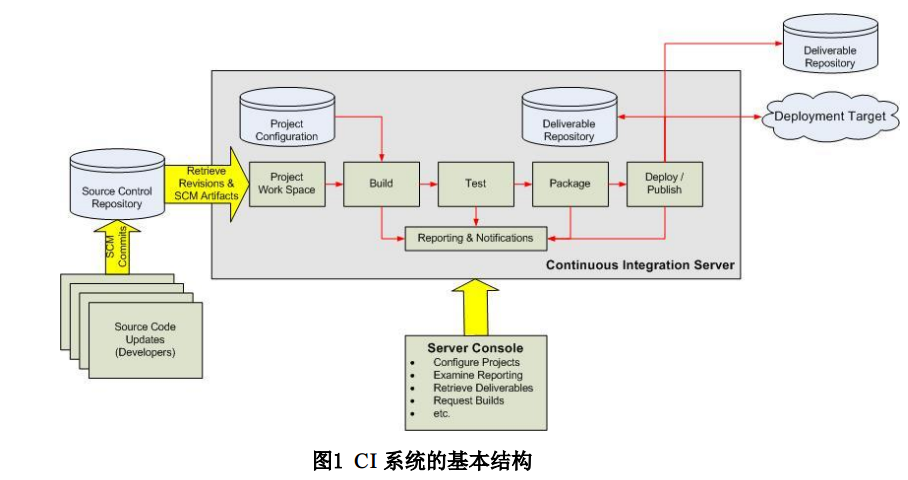 Deliverable
Repository
Deployment Target
Project
Configuration
Deliverable
Repository
Source Control
Repository
Retrieve
Revisions &
SCM Artifacts
Project
Work Space
Build
Test
Package
Deploy /
Publish
Reporting & Notifications
Continuous Integration Server
SCM
Commits
Source Code
Updates
(Developers)
Server Console
• Configure Projects
• Examine Reporting
• Retrieve Deliverables
• Request Builds
• etc.
图1 CI 系统的基本结构